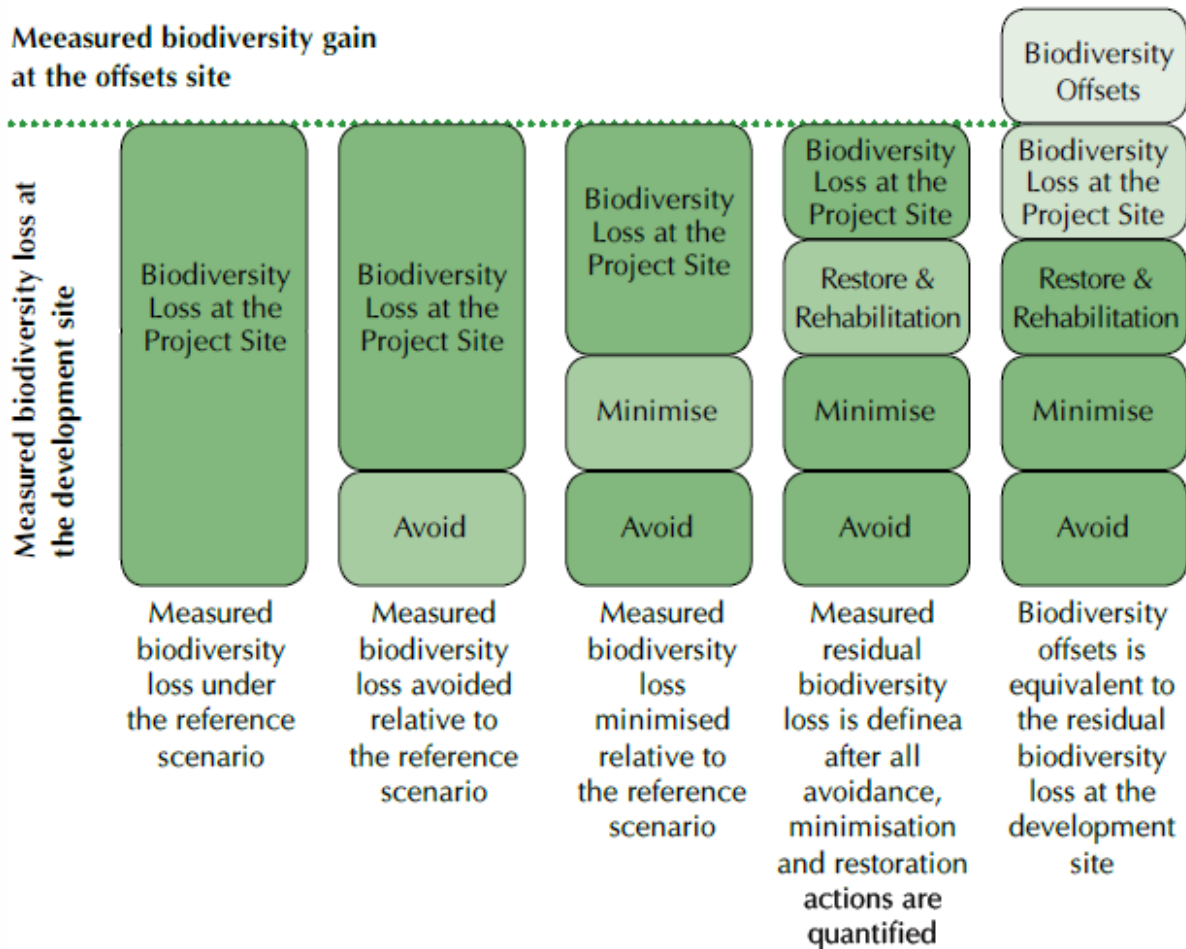 Meeasured biodiversity gain
at the offsets site
Measured biodiversity loss at
the development site
Biodiversity
Loss at the
Project Site
Measured
biodiversity
loss under
the reference
scenario
Biodiversity
Loss at the
Project Site
Avoid
Measured
biodiversity
loss avoided
relative to
the reference
scenario
Biodiversity
Loss at the
Project Site
Minimise
Avoid
Measured
biodiversity
loss
minimised
relative to
the reference
scenario
Biodiversity
Loss at the
Project Site
Restore &
Rehabilitation
Minimise
Avoid
Measured
residual
biodiversity
loss is definea
after all
avoidance,
minimisation
and restoration
actions are
quantified
Biodiversity
Offsets
Biodiversity
Loss at the
Project Site
Restore &
Rehabilitation
Minimise
Avoid
Biodiversity
offsets is
equivalent to
the residual
biodiversity
loss at the
development
site